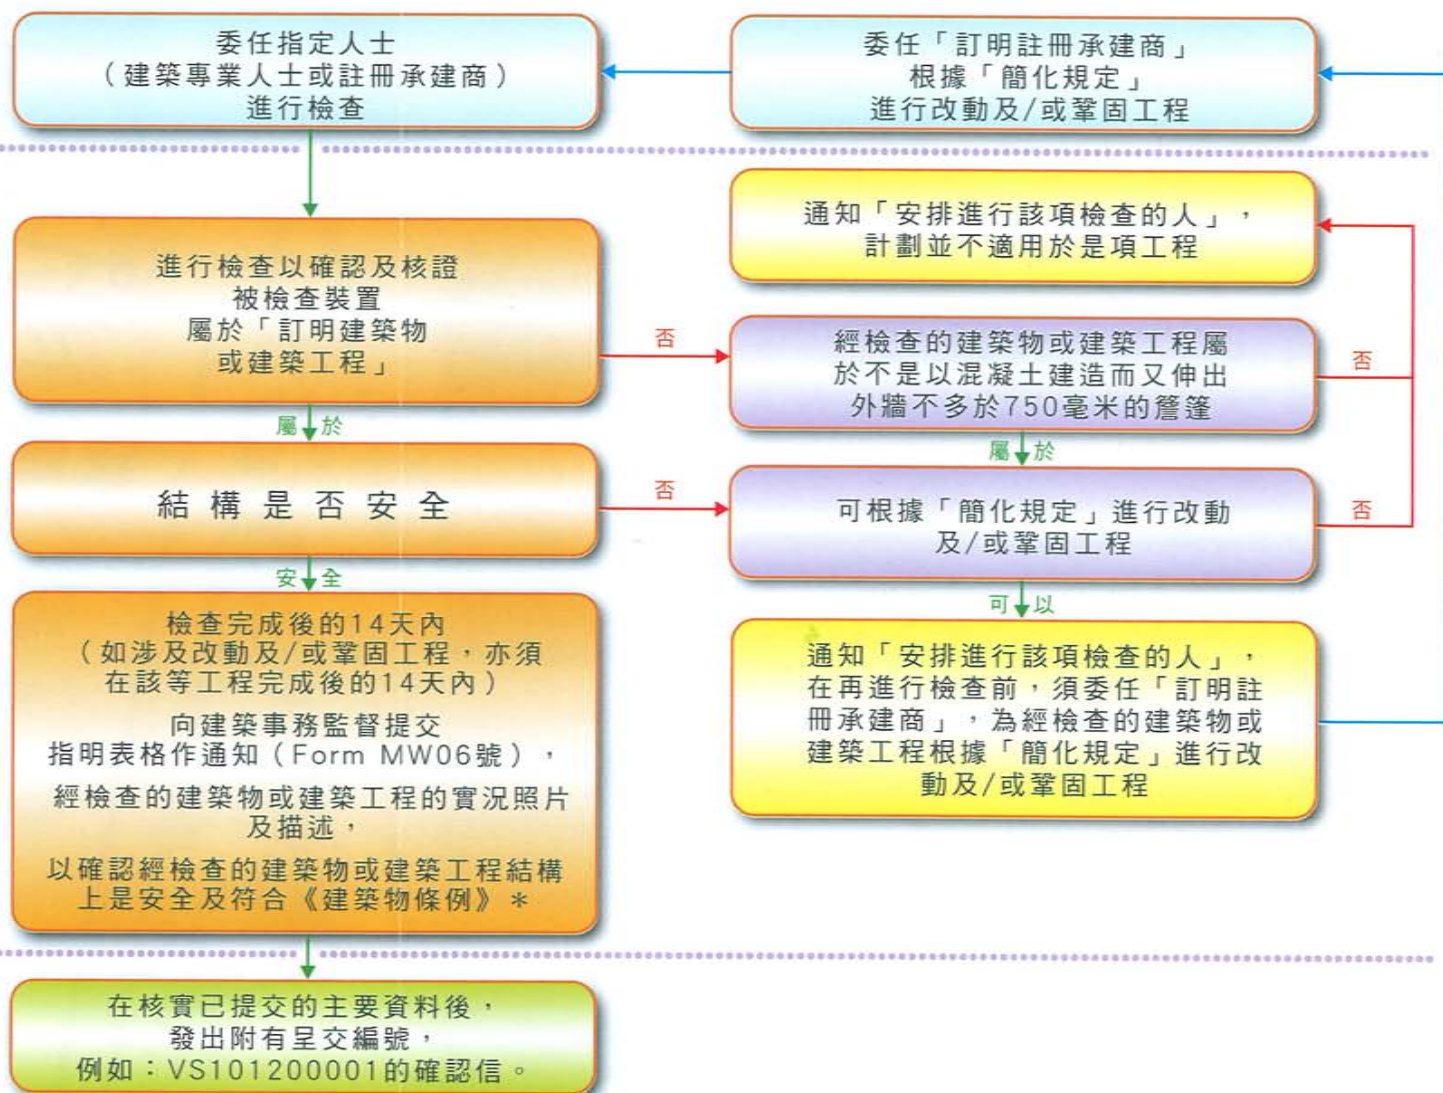 委任指定人士
（建築專業人士或註冊承建商）
進行檢查
委任「訂明註冊承建商」
根據「簡化規定」
進行改動及/或鞏固工程
進行檢查以確認及核證
被檢查裝置
屬於「訂明建築物
或建築工程」
否
屬於
結構是否安全
否
安全
檢查完成後的14天內
（如涉及改動及/或鞏固工程，亦須
在該等工程完成後的14天內）
向建築事務監督提交
指明表格作通知（Form MW06號），
經檢查的建築物或建築工程的實況照片
及描述，
以確認經檢查的建築物或建築工程結構
上是安全及符合《建築物條例》＊
通知「安排進行該項檢查的人」，
計劃並不適用於是項工程
經檢查的建築物或建築工程屬
於不是以混凝土建造而又伸出
外牆不多於750毫米的簷篷
否
屬於
可根據「簡化規定」進行改動
及/或鞏固工程
否
可以
通知「安排進行該項檢查的人」，
在再進行檢查前，須委任「訂明註
冊承建商」，為經檢查的建築物或
建築工程根據「簡化規定」進行改
動及/或鞏固工程
在核實已提交的主要資料後，
發出附有呈交編號，
例如：VS101200001的確認信。